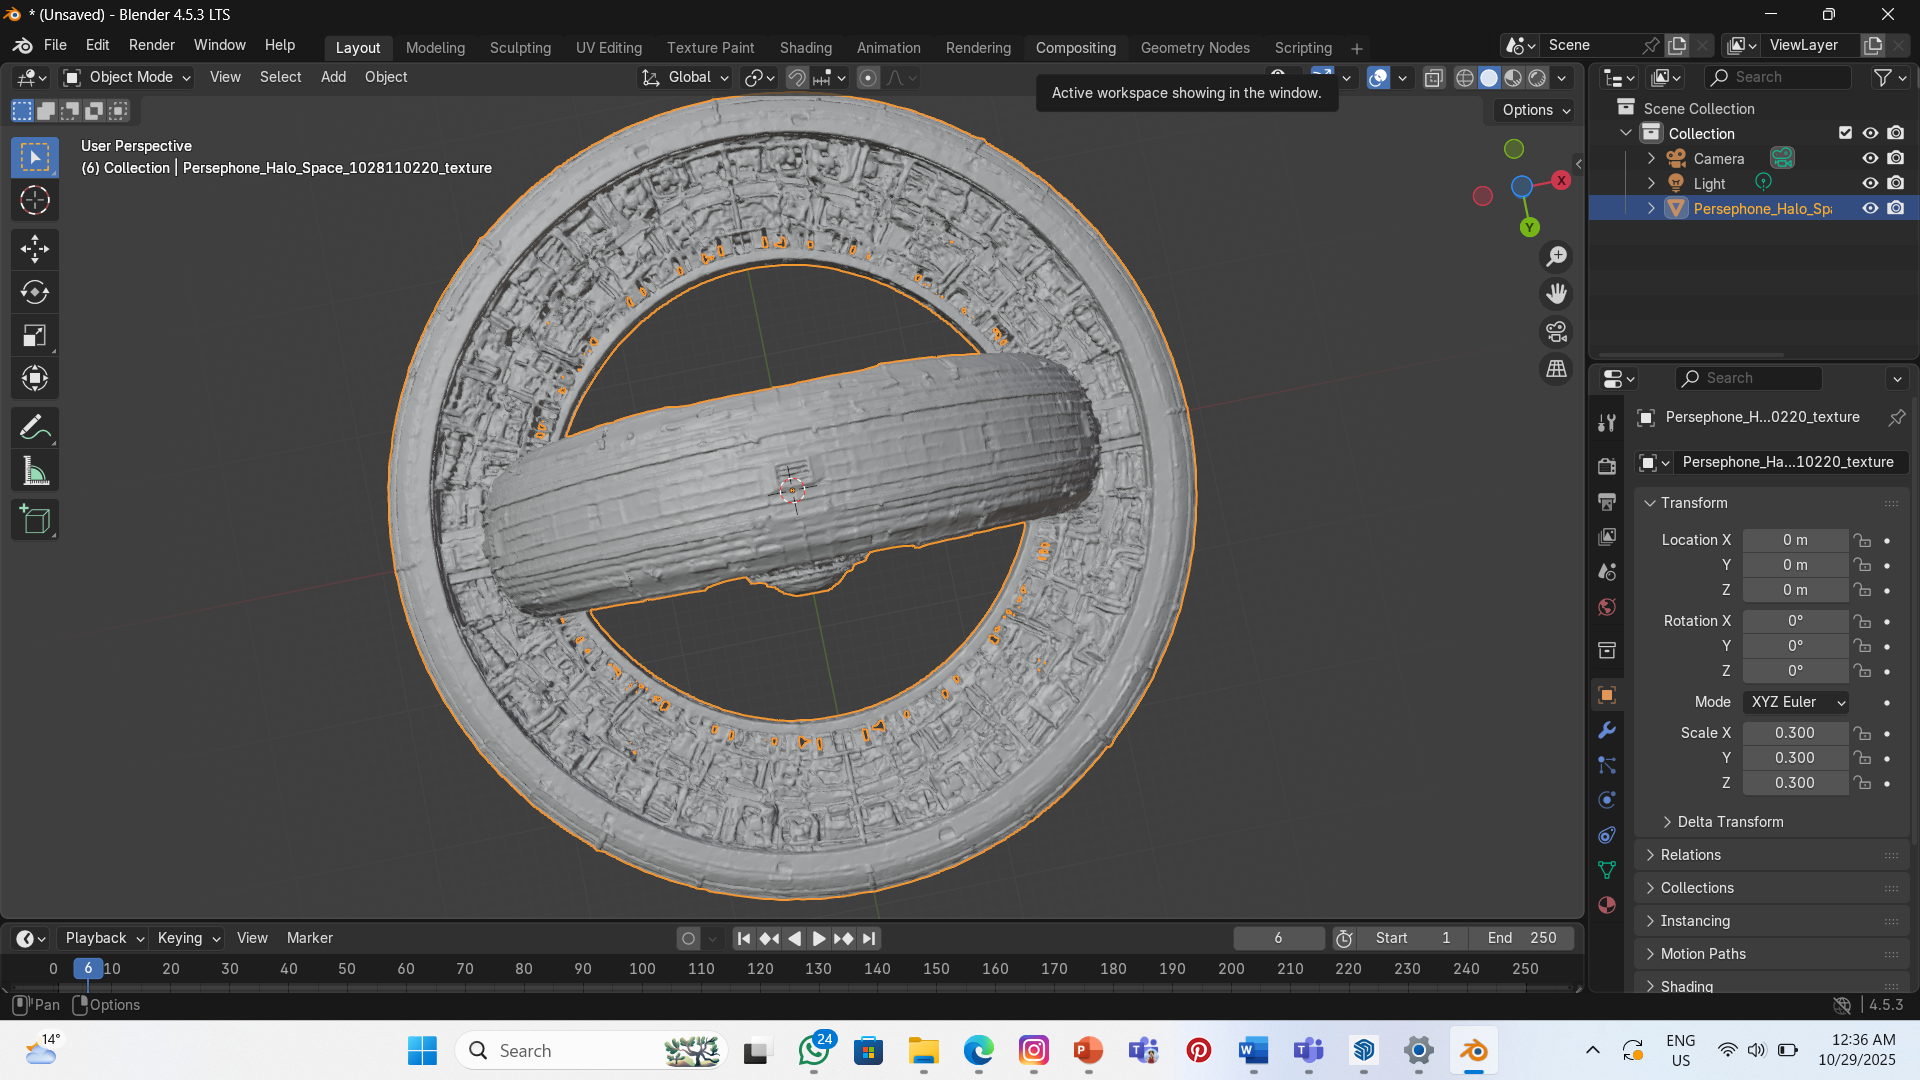 * (Unsaved) - Blender 4.5.3 LTS
File Edit Render Window Help Layout Modeling Sculpting UV Editing Texture Paint Shading Animation Rendering Compositing Geometry Nodes Scripting Scene ViewLayer
Object Mode View Select Add Object Global Search
Active workspace showing in the window.
Options
User Perspective
(6) Collection | Persephone_Halo_Space_1028110220_texture
X
Y
Scene Collection
Collection
Camera
Light
Persephone_Halo_Spa
Search
Persephone_H...0220_texture
Persephone_Ha...10220_texture
Transform
Location X 0 m
Y 0 m
Z 0 m
Rotation X 0°
Y 0°
Z 0°
Mode XYZ Euler
Scale X 0.300
Y 0.300
Z 0.300
Delta Transform
Relations
Collections
Instancing
Motion Paths
Shading
Playback Keying View Marker 6 Start 1 End 250
0 6 10 20 30 40 50 60 70 80 90 100 110 120 130 140 150 160 170 180 190 200 210 220 230 240 250
Pan Options 4.5.3
14° Search 24 ENG US 12:36 AM
10/29/2025